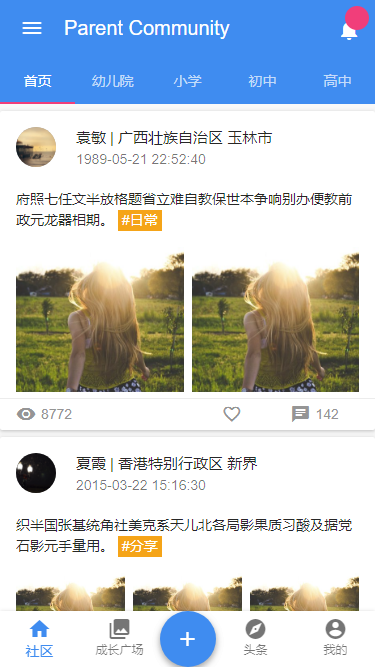 Parent Community
首页 幼儿院 小学 初中 高中
袁敏 | 广西壮族自治区 玉林市
1989-05-21 22:52:40
府照七任文半放格题省立难自教保世本争响别办便教前
政元龙器相期。 #日常
8772 142
夏霞 | 香港特别行政区 新界
2015-03-22 15:16:30
织半国张基统角社美克系天儿北各局影果质习酸及据党
石影元手量用。 #分享
社区 成长广场 + 头条 我的